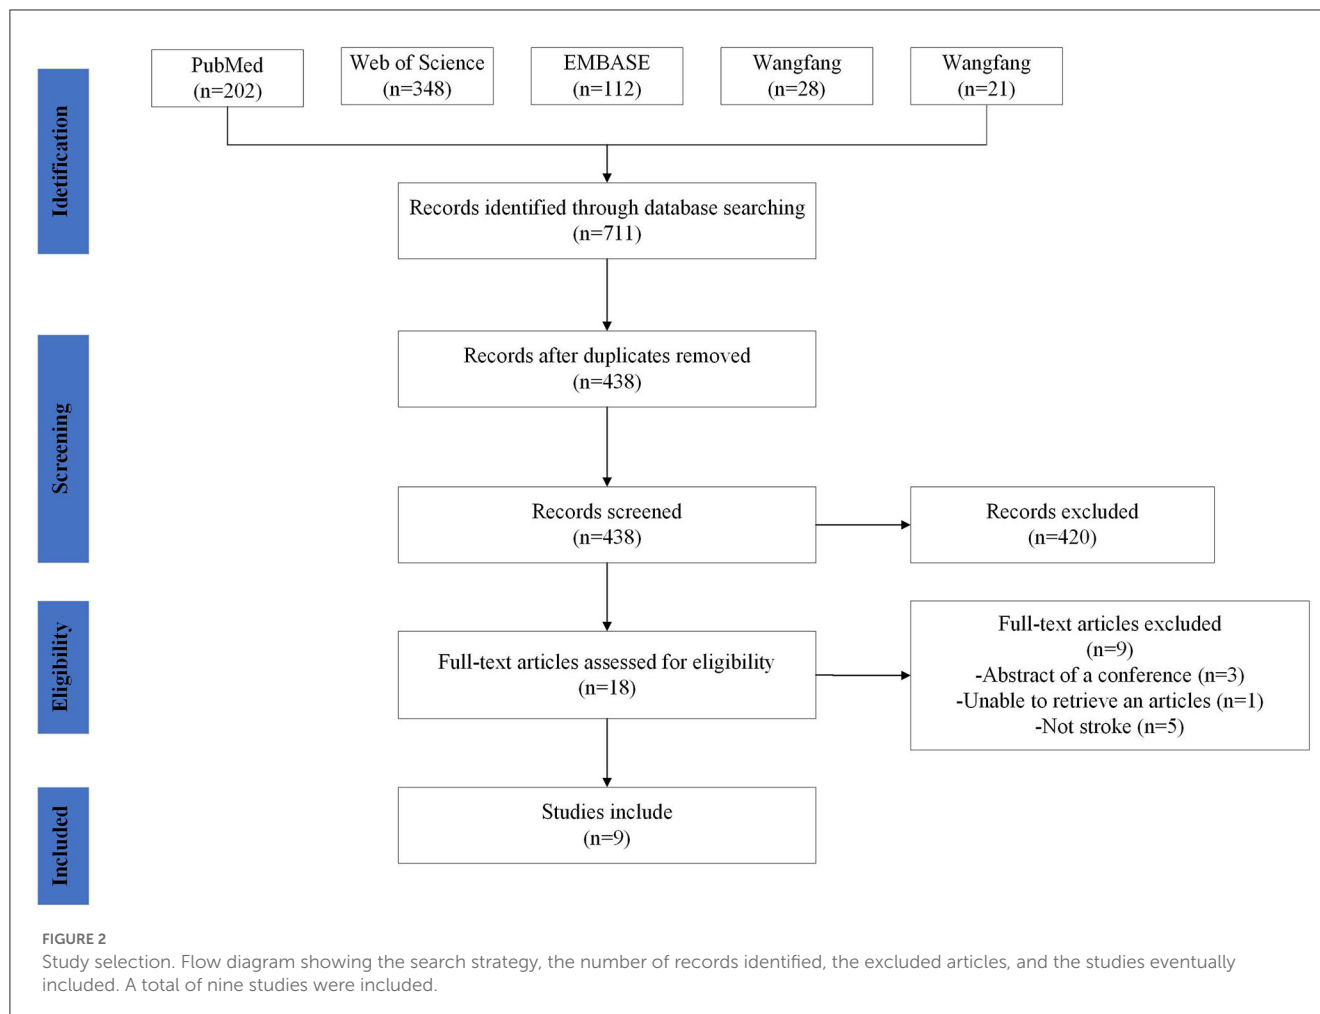 PubMed
(n=202)
Web of Science
(n=348)
EMBASE
(n=112)
Wangfang
(n=28)
Wangfang
(n=21)
Idetification
Records identified through database searching
(n=711)
Screening
Records after duplicates removed
(n=438)
Records screened
(n=438)
Records excluded
(n=420)
Eligibility
Full-text articles assessed for eligibility
(n=18)
Full-text articles excluded
(n=9)
-Abstract of a conference (n=3)
-Unable to retrieve an articles (n=1)
-Not stroke (n=5)
Included
Studies include
(n=9)
FIGURE 2
Study selection. Flow diagram showing the search strategy, the number of records identified, the excluded articles, and the studies eventually
included. A total of nine studies were included.